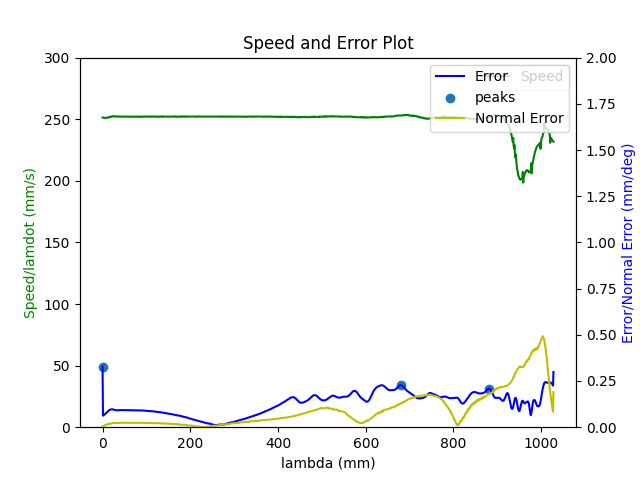 Speed and Error Plot
300
250
200
150
100
50
0
Speed/lamdot (mm/s)
0
200
400
600
800
1000
lambda (mm)
2.00
1.75
1.50
1.25
1.00
0.75
0.50
0.25
0.00
Error/Normal Error (mm/deg)
Speed
Error
peaks
Normal Error